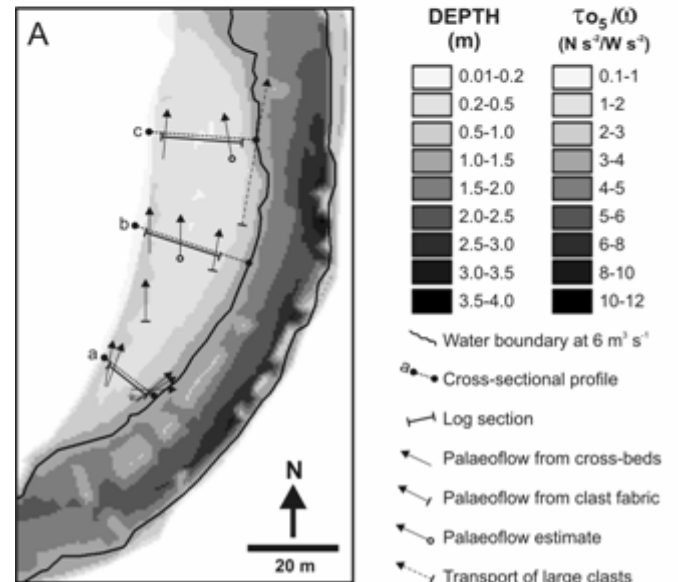 A
c
b
a
N
20 m
DEPTH
(m)
0.01-0.2
0.2-0.5
0.5-1.0
1.0-1.5
1.5-2.0
2.0-2.5
2.5-3.0
3.0-3.5
3.5-4.0
τo₅/ω
(N s⁻²/W s⁻²)
0.1-1
1-2
2-3
3-4
4-5
5-6
6-8
8-10
10-12
Water boundary at 6 m³ s⁻¹
a Cross-sectional profile
Log section
Palaeoflow from cross-beds
Palaeoflow from clast fabric
Palaeoflow estimate
Transport of large clasts